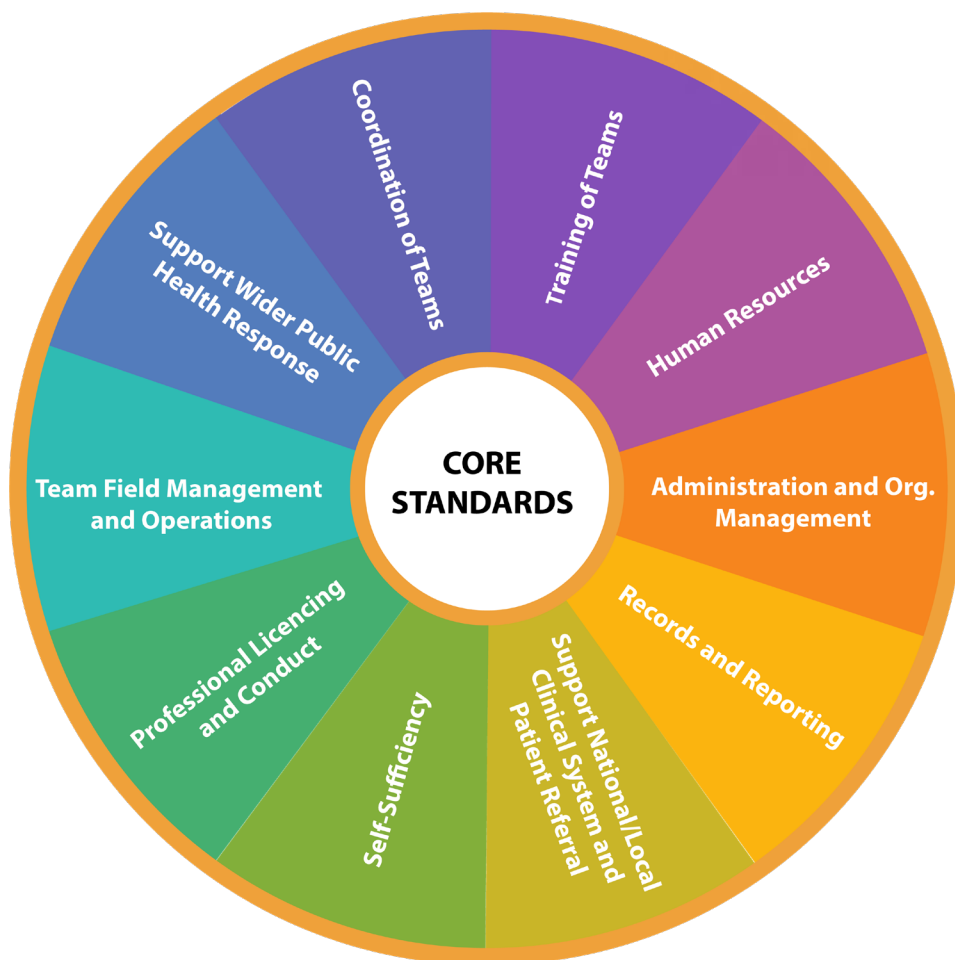 CORE
STANDARDS
Training of Teams
Human Resources
Administration and Org.
Management
Records and Reporting
Support National/Local
Clinical System and
Patient Referral
Self-Sufficiency
Professional Licencing
and Conduct
Team Field Management
and Operations
Support Wider Public
Health Response
Coordination of Teams